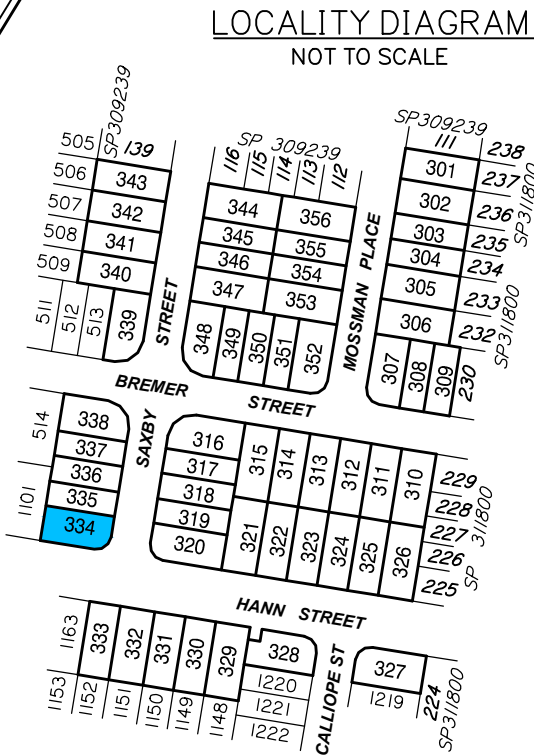 LOCALITY DIAGRAM
NOT TO SCALE
SP309239
505 139
506 343
507 342
508 341
509 340
511 512 513 339
STREET
SP 309239
116 115 114 113 112
344 356
345 355
346 354
347 353
348 349 350 351 352
MOSSMAN PLACE
SP309239
111
301 238
302 237
303 236
304 235
305 234
306 233
232
SP311800
SP311800
307 308 309 230
BREMER STREET
SAXBY
514 338
337
336
1101 335
334
316 315 314 313 312 311 310 229
317 228
318 227
319 226
320 321 322 323 324 325 326 225
SP 311800
HANN STREET
1163 333 332 331 330 329 328
1220
1221
1222
1153 1152 1151 1150 1149 1148
CALLIOPE ST
327
1219
224
SP311800